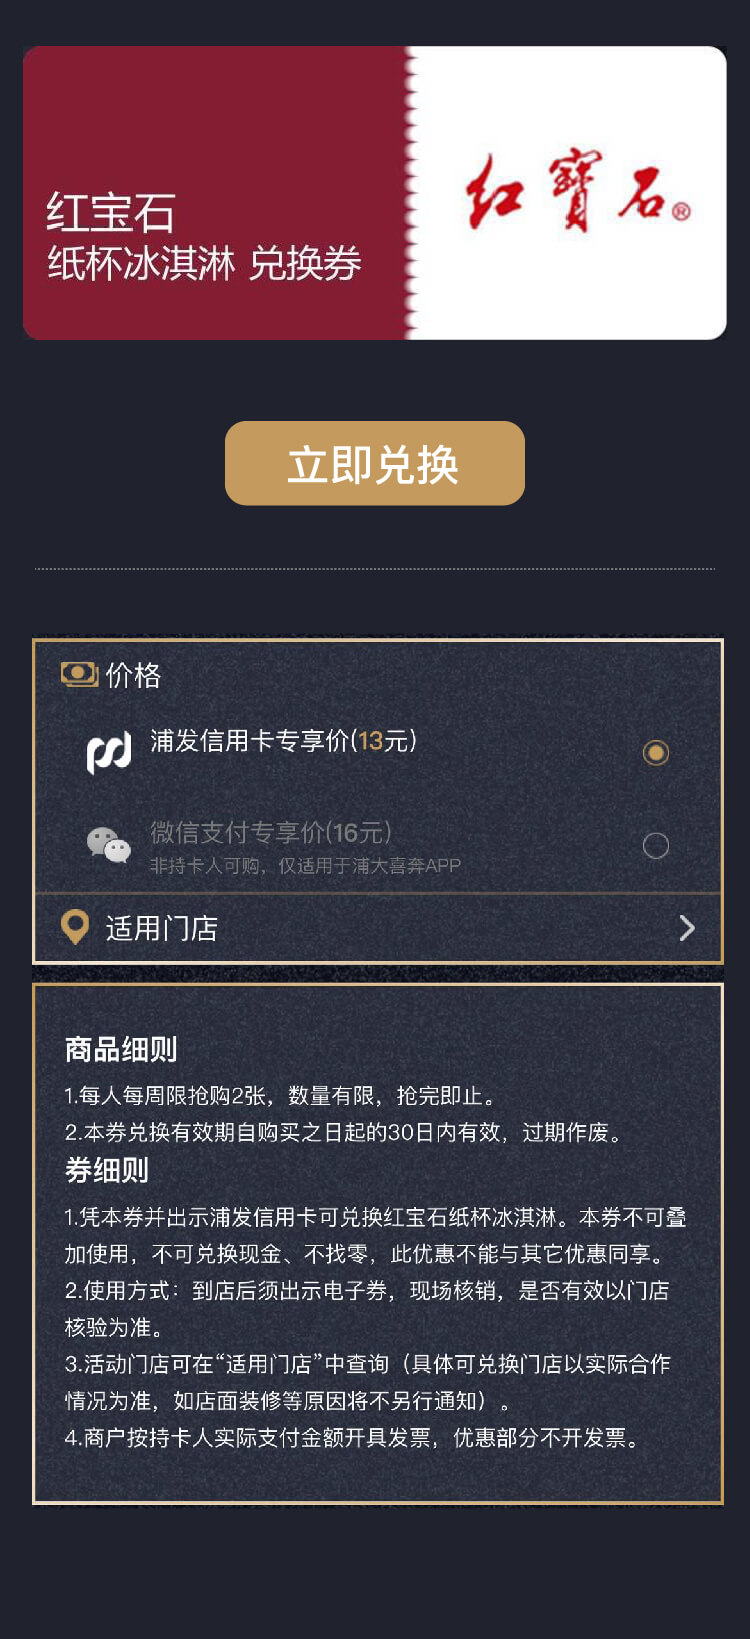 红宝石
纸杯冰淇淋 兑换券
红寶石®
立即兑换
价格
浦发信用卡专享价(13元)
微信支付专享价(16元)
非持卡人可购，仅适用于浦大喜奔APP
适用门店
商品细则
1.每人每周限抢购2张，数量有限，抢完即止。
2.本券兑换有效期自购买之日起的30日内有效，过期作废。
券细则
1.凭本券并出示浦发信用卡可兑换红宝石纸杯冰淇淋。本券不可叠
加使用，不可兑换现金、不找零，此优惠不能与其它优惠同享。
2.使用方式：到店后须出示电子券，现场核销，是否有效以门店
核验为准。
3.活动门店可在“适用门店”中查询（具体可兑换门店以实际合作
情况为准，如店面装修等原因将不另行通知）。
4.商户按持卡人实际支付金额开具发票，优惠部分不开发票。